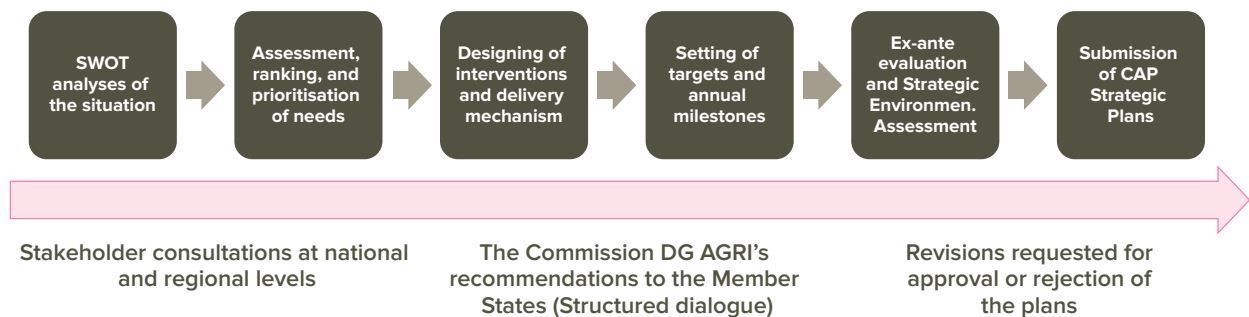 SWOT
analyses of
the situation
Assessment,
ranking, and
prioritisation
of needs
Designing of
interventions
and delivery
mechanism
Setting of
targets and
annual
milestones
Ex-ante
evaluation
and Strategic
Environmen.
Assessment
Submission
of CAP
Strategic
Plans
Stakeholder consultations at national
and regional levels
The Commission DG AGRI’s
recommendations to the Member
States (Structured dialogue)
Revisions requested for
approval or rejection of
the plans